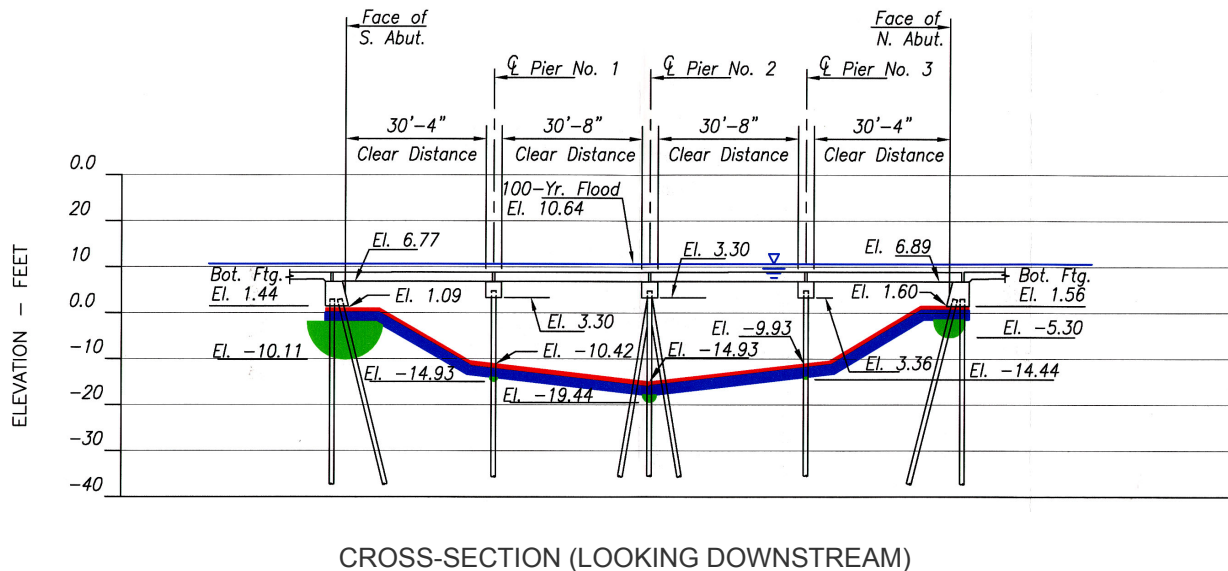 Face of
S. Abut.
Face of
N. Abut.
℄ Pier No. 1
℄ Pier No. 2
℄ Pier No. 3
30'-4"
30'-8"
30'-8"
30'-4"
Clear Distance
Clear Distance
Clear Distance
Clear Distance
0.0
20
10
0.0
-10
-20
-30
-40
ELEVATION – FEET
100-Yr. Flood
El. 10.64
El. 6.77
El. 3.30
El. 6.89
Bot. Ftg.
El. 1.44
El. 1.09
El. 1.60
Bot. Ftg.
El. 1.56
El. 3.30
El. -9.93
El. -5.30
El. -10.11
El. -10.42
El. -14.93
El. -14.93
El. 3.36
El. -14.44
El. -19.44
CROSS-SECTION (LOOKING DOWNSTREAM)